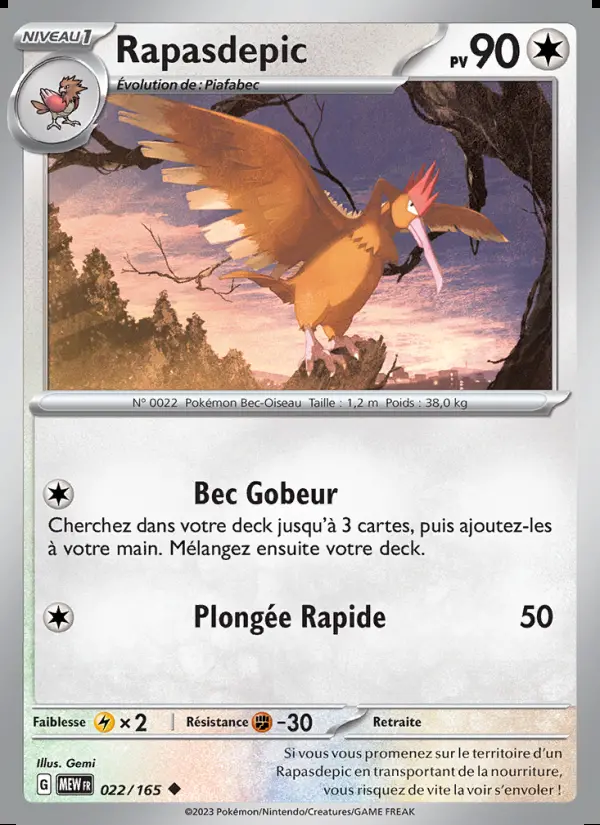 NIVEAU 1
Rapasdepic
PV 90
Évolution de : Piafabec
N° 0022 Pokémon Bec-Oiseau Taille : 1,2 m Poids : 38,0 kg
Bec Gobeur
Cherchez dans votre deck jusqu'à 3 cartes, puis ajoutez-les
à votre main. Mélangez ensuite votre deck.
Plongée Rapide 50
Faiblesse ×2 Résistance -30 Retraite
Si vous vous promenez sur le territoire d'un
Rapasdepic en transportant de la nourriture,
vous risquez de vite la voir s'envoler !
Illus. Gemi
G MEW FR 022/165
©2023 Pokémon/Nintendo/Creatures/GAME FREAK